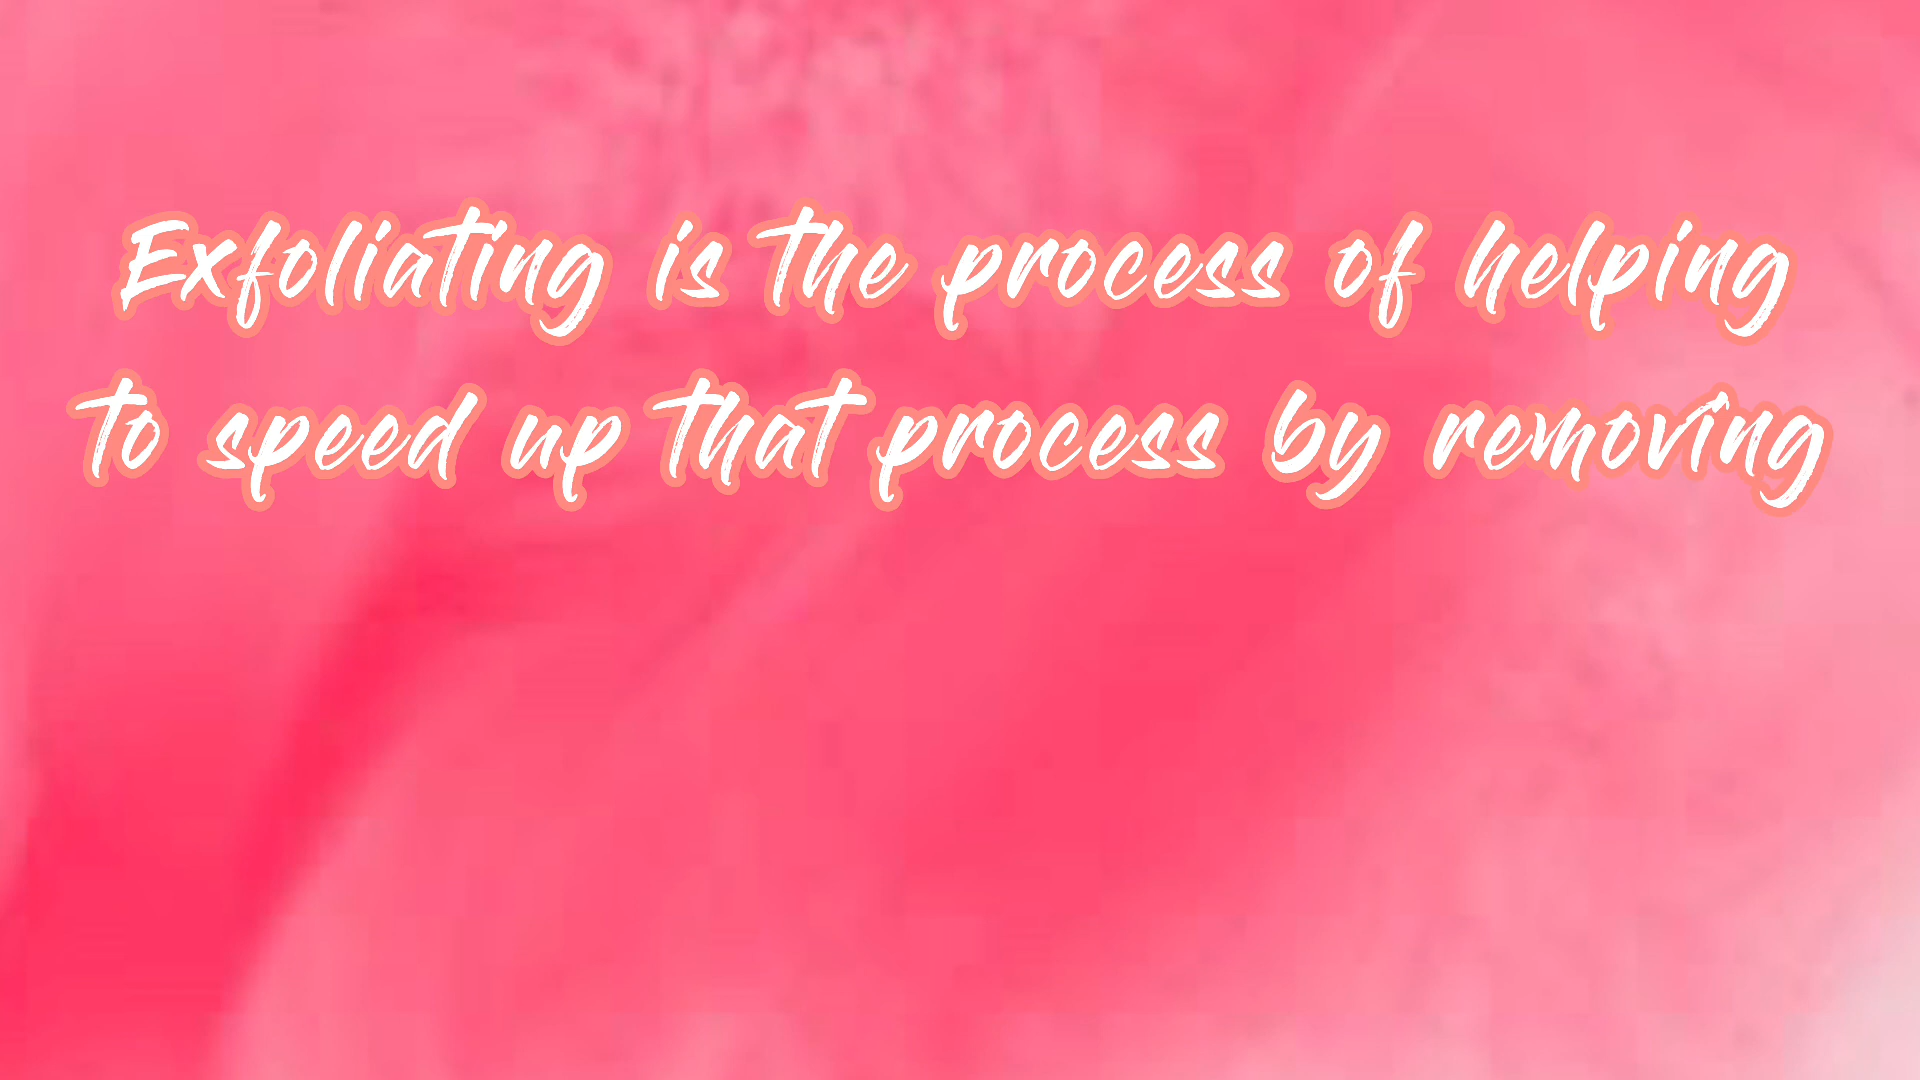 Exfoliating is the process of helping
to speed up that process by removing